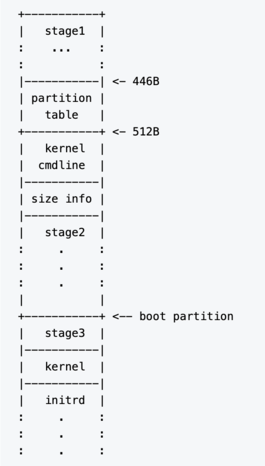 +-----------+
|   stage1  |
:    ...    :
:           :
|-----------| <- 446B
| partition |
|   table   |
+-----------+ <- 512B
|   kernel  |
|  cmdline  |
|-----------|
| size info |
|-----------|
|   stage2  |
:     .     :
:     .     :
:     .     :
|           |
+-----------+ <-- boot partition
|   stage3  |
|-----------|
|   kernel  |
|-----------|
|   initrd  |
:     .     :
:     .     :
:     .     :